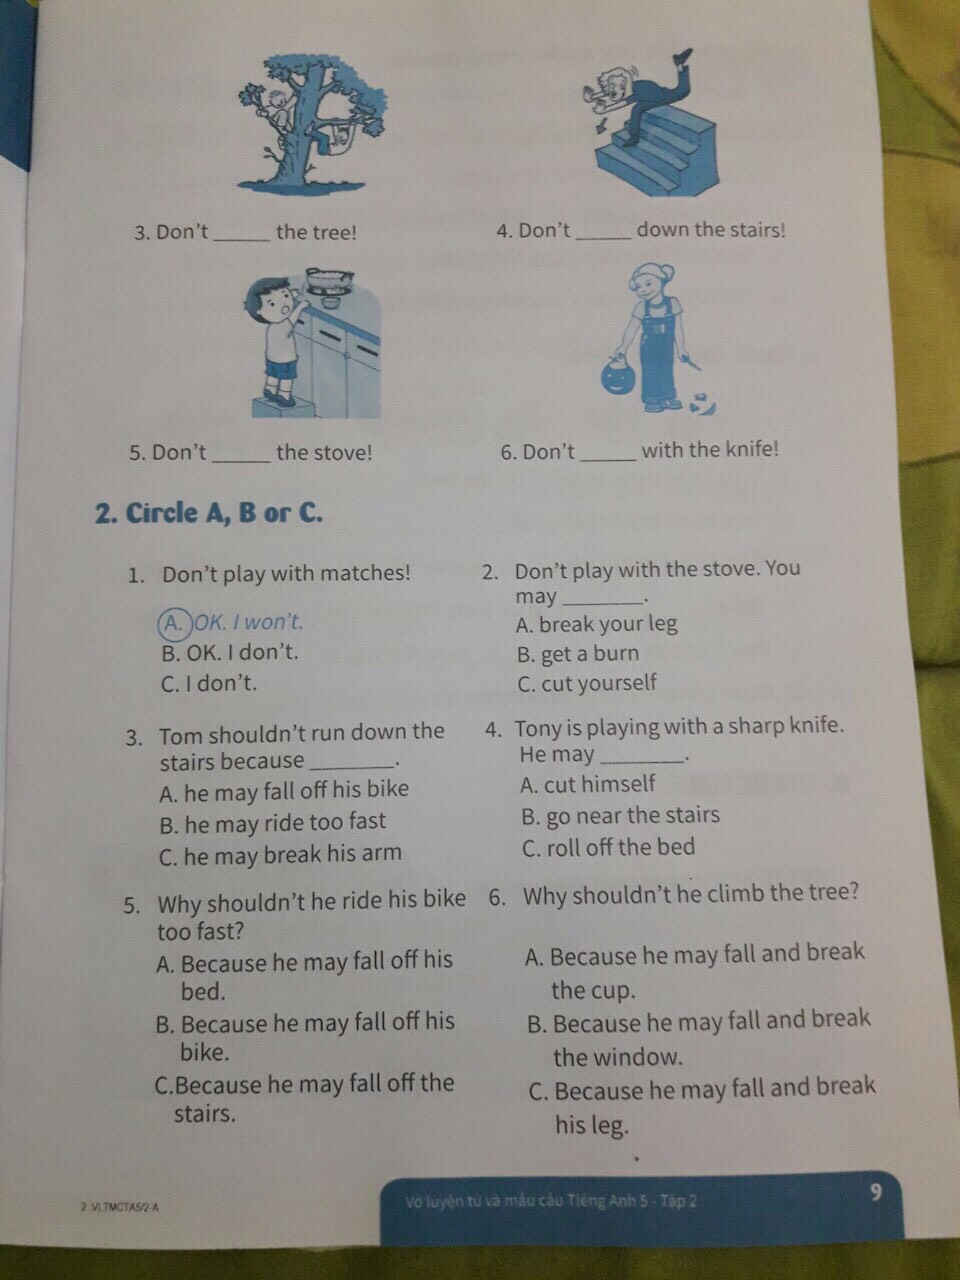 3. Don't _____ the tree!
4. Don't _____ down the stairs!
5. Don't _____ the stove!
6. Don't _____ with the knife!
2. Circle A, B or C.
1. Don't play with matches!
A. OK. I won't.
B. OK. I don't.
C. I don't.
2. Don't play with the stove. You
may _______.
A. break your leg
B. get a burn
C. cut yourself
3. Tom shouldn't run down the
stairs because _______.
A. he may fall off his bike
B. he may ride too fast
C. he may break his arm
4. Tony is playing with a sharp knife.
He may _______.
A. cut himself
B. go near the stairs
C. roll off the bed
5. Why shouldn't he ride his bike
too fast?
A. Because he may fall off his
bed.
B. Because he may fall off his
bike.
C.Because he may fall off the
stairs.
6. Why shouldn't he climb the tree?
A. Because he may fall and break
the cup.
B. Because he may fall and break
the window.
C. Because he may fall and break
his leg.
2 VLTMCTA5/2-A
Vở luyện từ và mẫu câu Tiếng Anh 5 - Tập 2
9